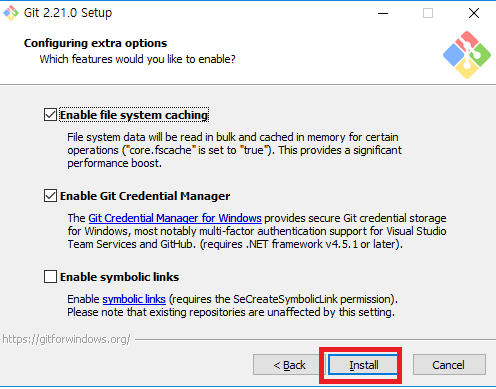 Git 2.21.0 Setup
Configuring extra options
Which features would you like to enable?
Enable file system caching
File system data will be read in bulk and cached in memory for certain
operations ("core.fscache" is set to "true"). This provides a significant
performance boost.
Enable Git Credential Manager
The Git Credential Manager for Windows provides secure Git credential storage
for Windows, most notably multi-factor authentication support for Visual Studio
Team Services and GitHub. (requires .NET framework v4.5.1 or later).
Enable symbolic links
Enable symbolic links (requires the SeCreateSymbolicLink permission).
Please note that existing repositories are unaffected by this setting.
https://gitforwindows.org/
< Back Install Cancel